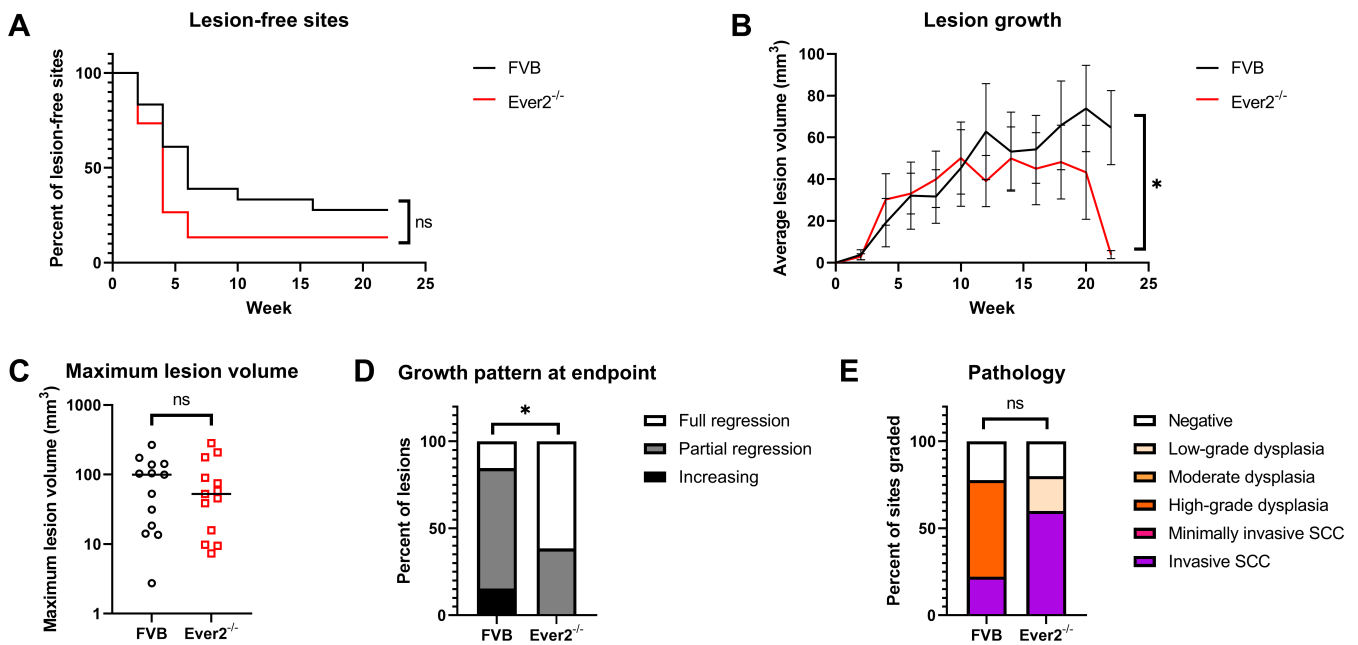 A
Lesion-free sites
Percent of lesion-free sites
100
50
0
0 5 10 15 20 25
Week
FVB
Ever2-/-
ns
B
Lesion growth
Average lesion volume (mm3)
100
80
60
40
20
0
0 5 10 15 20 25
Week
FVB
Ever2-/-
*
C
Maximum lesion volume
Maximum lesion volume (mm3)
1000
100
10
1
ns
FVB Ever2-/-
D
Growth pattern at endpoint
Percent of lesions
100
50
0
*
FVB Ever2-/-
Full regression
Partial regression
Increasing
E
Pathology
Percent of sites graded
100
50
0
ns
FVB Ever2-/-
Negative
Low-grade dysplasia
Moderate dysplasia
High-grade dysplasia
Minimally invasive SCC
Invasive SCC